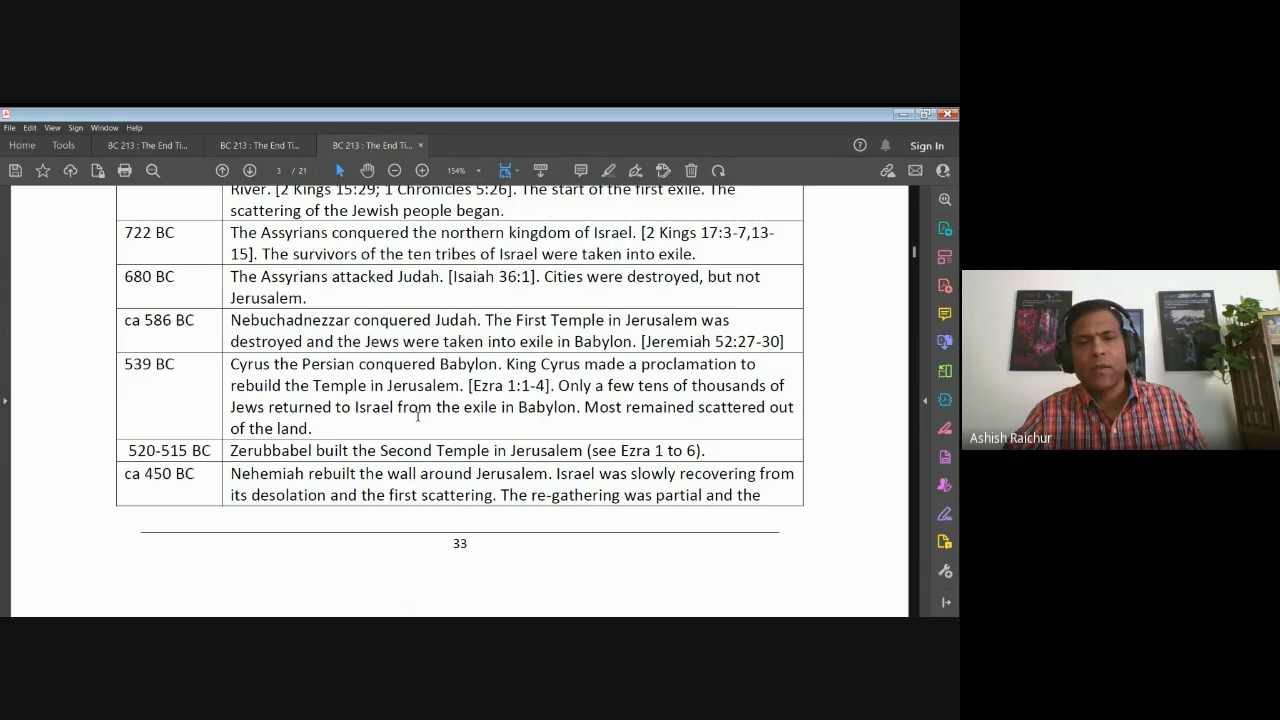 File Edit View Sign Window Help
Home Tools BC 213 : The End Ti... BC 213 : The End Ti... BC 213 : The End Ti... × Sign In
3 / 21 154%
River. [2 Kings 15:29; 1 Chronicles 5:26]. The start of the first exile. The
scattering of the Jewish people began.
722 BC The Assyrians conquered the northern kingdom of Israel. [2 Kings 17:3-7,13-
15]. The survivors of the ten tribes of Israel were taken into exile.
680 BC The Assyrians attacked Judah. [Isaiah 36:1]. Cities were destroyed, but not
Jerusalem.
ca 586 BC Nebuchadnezzar conquered Judah. The First Temple in Jerusalem was
destroyed and the Jews were taken into exile in Babylon. [Jeremiah 52:27-30]
539 BC Cyrus the Persian conquered Babylon. King Cyrus made a proclamation to
rebuild the Temple in Jerusalem. [Ezra 1:1-4]. Only a few tens of thousands of
Jews returned to Israel from the exile in Babylon. Most remained scattered out
of the land.
520-515 BC Zerubbabel built the Second Temple in Jerusalem (see Ezra 1 to 6).
ca 450 BC Nehemiah rebuilt the wall around Jerusalem. Israel was slowly recovering from
its desolation and the first scattering. The re-gathering was partial and the
33
Ashish Raichur